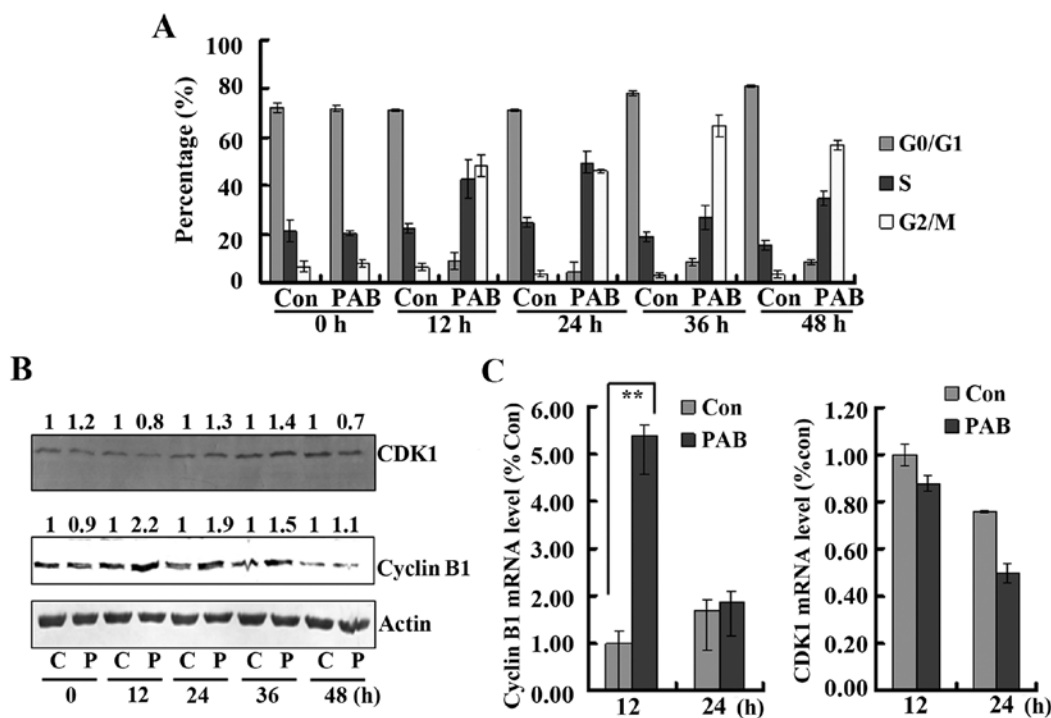 A
100
80
60
40
20
0
Percentage (%)
G0/G1
S
G2/M
Con PAB Con PAB Con PAB Con PAB Con PAB
0 h 12 h 24 h 36 h 48 h
B
1 1.2 1 0.8 1 1.3 1 1.4 1 0.7
CDK1
1 0.9 1 2.2 1 1.9 1 1.5 1 1.1
Cyclin B1
Actin
C P C P C P C P C P
0 12 24 36 48 (h)
C
Cyclin B1 mRNA level (% Con)
6.00
5.00
4.00
3.00
2.00
1.00
0.00
**
Con
PAB
12 24 (h)
CDK1 mRNA level (%con)
1.20
1.00
0.80
0.60
0.40
0.20
0.00
Con
PAB
12 24 (h)